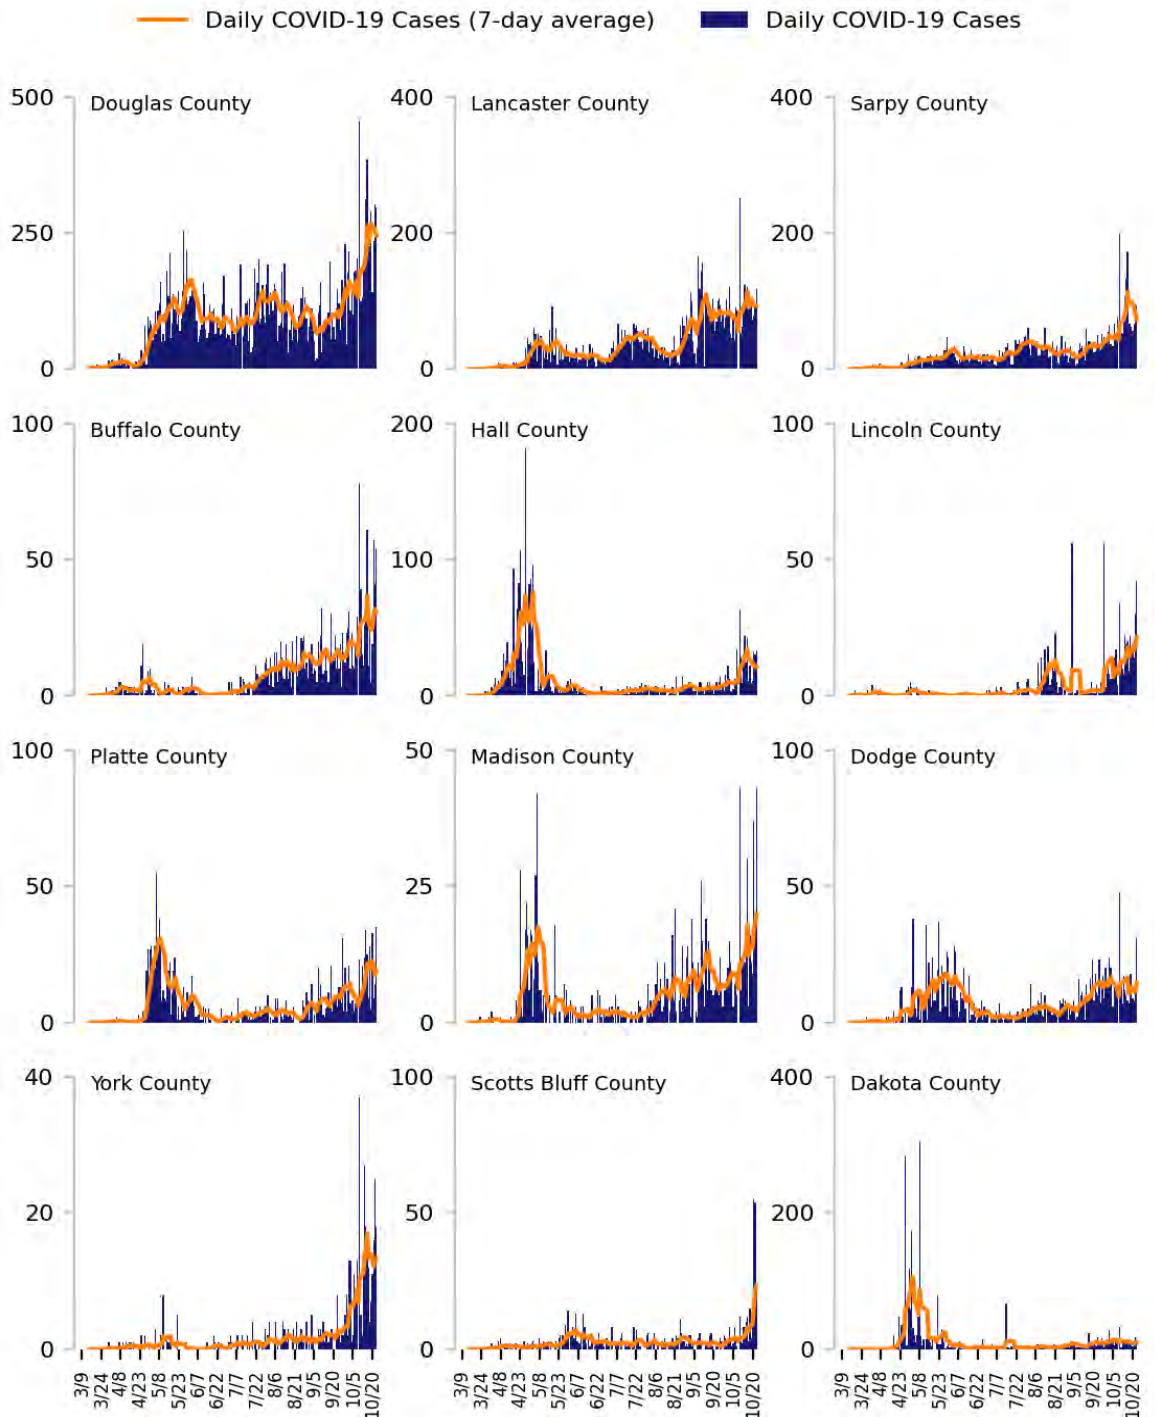 Daily COVID-19 Cases (7-day average) Daily COVID-19 Cases
500 Douglas County 400 Lancaster County 400 Sarpy County
250 200 200
0 0 0
100 Buffalo County 200 Hall County 100 Lincoln County
50 100 50
0 0 0
100 Platte County 50 Madison County 100 Dodge County
50 25 50
0 0 0
40 York County 100 Scotts Bluff County 400 Dakota County
20 50 200
0 0 0
3/9 3/24 4/8 4/23 5/8 5/23 6/7 6/22 7/7 7/22 8/6 8/21 9/5 9/20 10/5 10/20
3/9 3/24 4/8 4/23 5/8 5/23 6/7 6/22 7/7 7/22 8/6 8/21 9/5 9/20 10/5 10/20
3/9 3/24 4/8 4/23 5/8 5/23 6/7 6/22 7/7 7/22 8/6 8/21 9/5 9/20 10/5 10/20